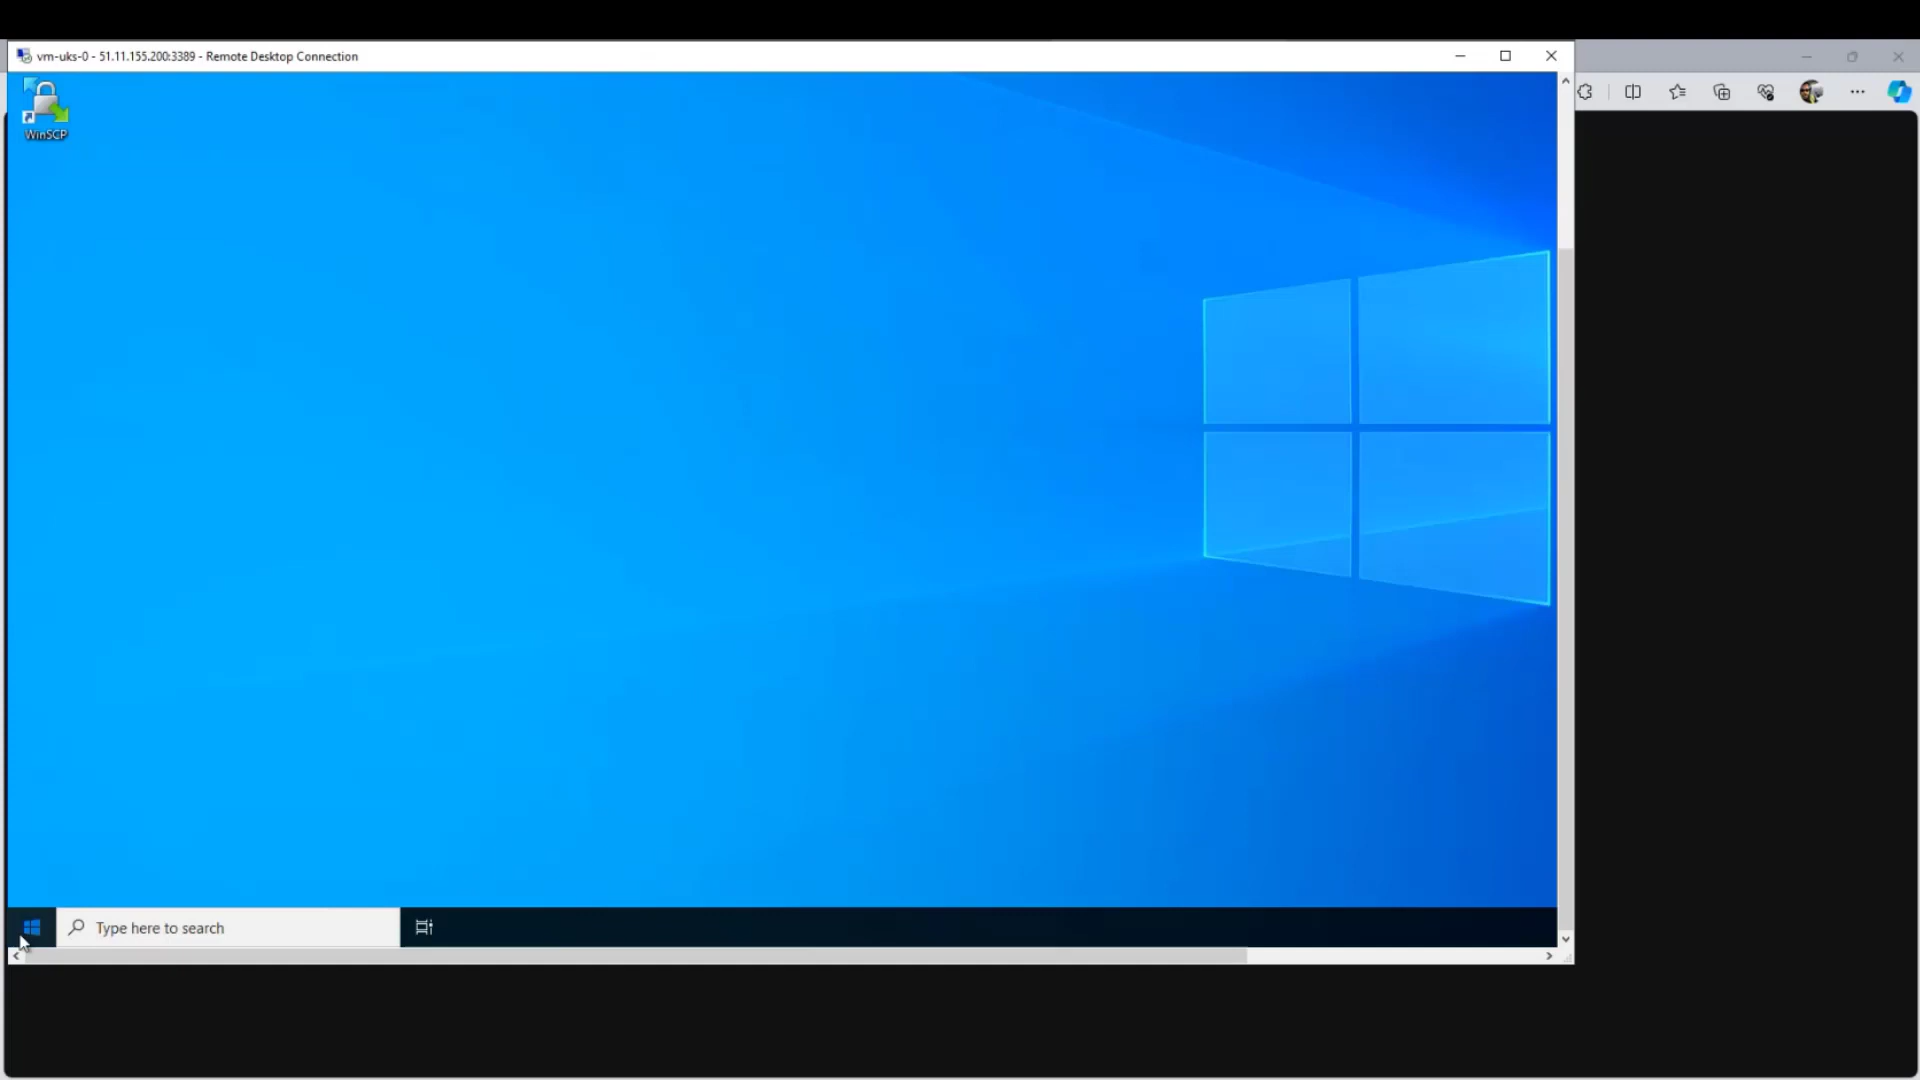 vm-uks-0 - 51.11.155.200:3389 - Remote Desktop Connection
WinSCP
Type here to search